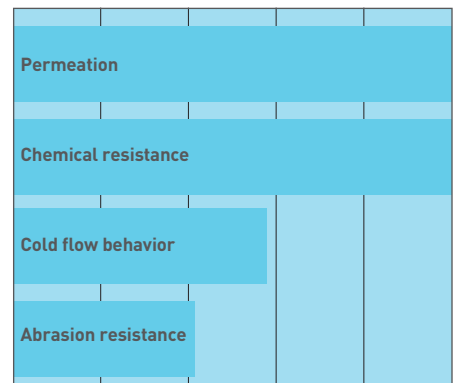 Permeation
Chemical resistance
Cold flow behavior
Abrasion resistance